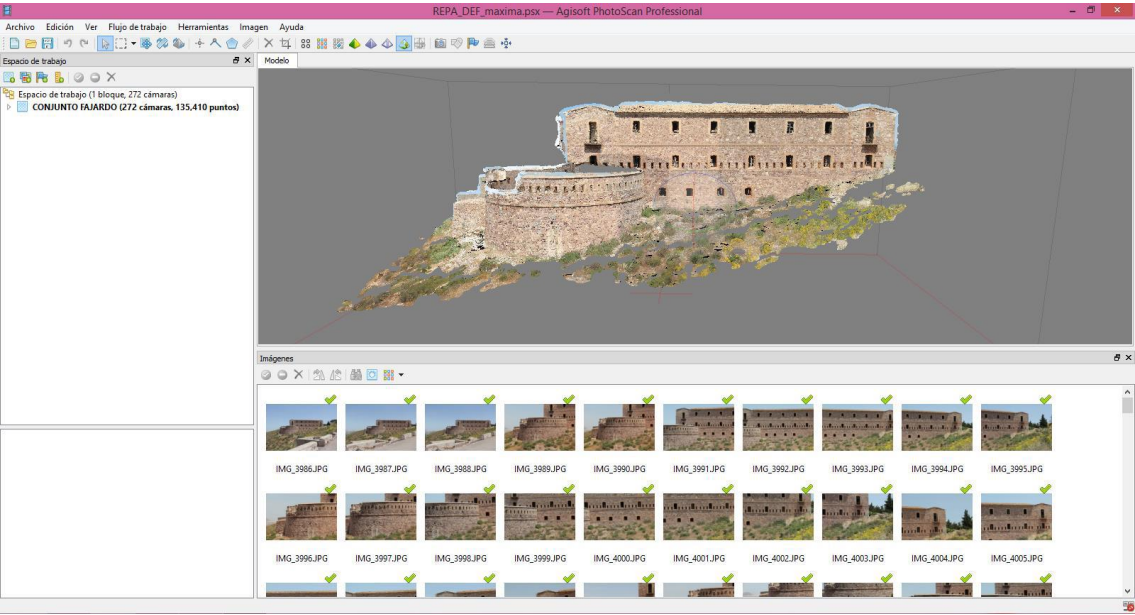 REPA_DEF_maxima.psx — Agisoft PhotoScan Professional
Archivo Edición Ver Flujo de trabajo Herramientas Imagen Ayuda
Espacio de trabajo
Modelo
Espacio de trabajo (1 bloque, 272 cámaras)
CONJUNTO FAJARDO (272 cámaras, 135,410 puntos)
Imágenes
IMG_3986.JPG IMG_3987.JPG IMG_3988.JPG IMG_3989.JPG IMG_3990.JPG IMG_3991.JPG IMG_3992.JPG IMG_3993.JPG IMG_3994.JPG IMG_3995.JPG
IMG_3996.JPG IMG_3997.JPG IMG_3998.JPG IMG_3999.JPG IMG_4000.JPG IMG_4001.JPG IMG_4002.JPG IMG_4003.JPG IMG_4004.JPG IMG_4005.JPG